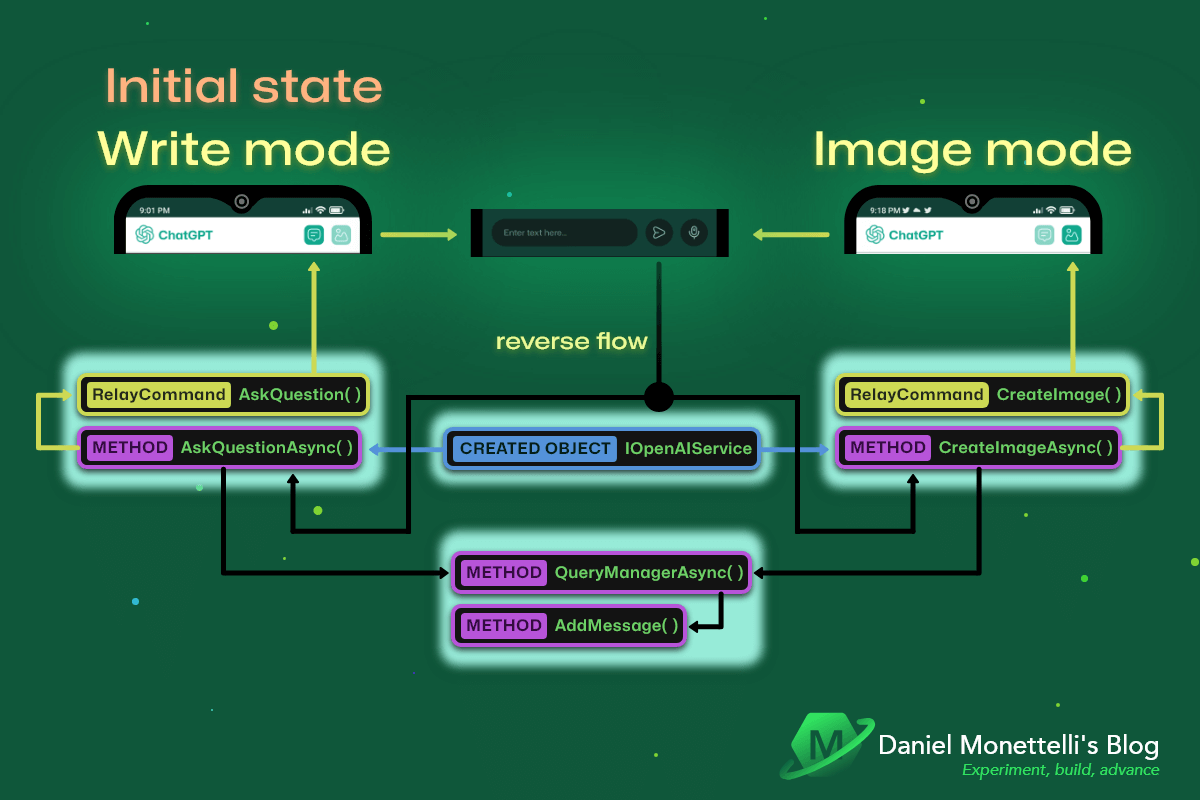 Initial state
Write mode
Image mode
9:01 PM
ChatGPT
Enter text here...
9:18 PM
ChatGPT
reverse flow
RelayCommand AskQuestion( )
METHOD AskQuestionAsync( )
CREATED OBJECT IOpenAIService
RelayCommand CreateImage( )
METHOD CreateImageAsync( )
METHOD QueryManagerAsync( )
METHOD AddMessage( )
M
Daniel Monettelli's Blog
Experiment, build, advance